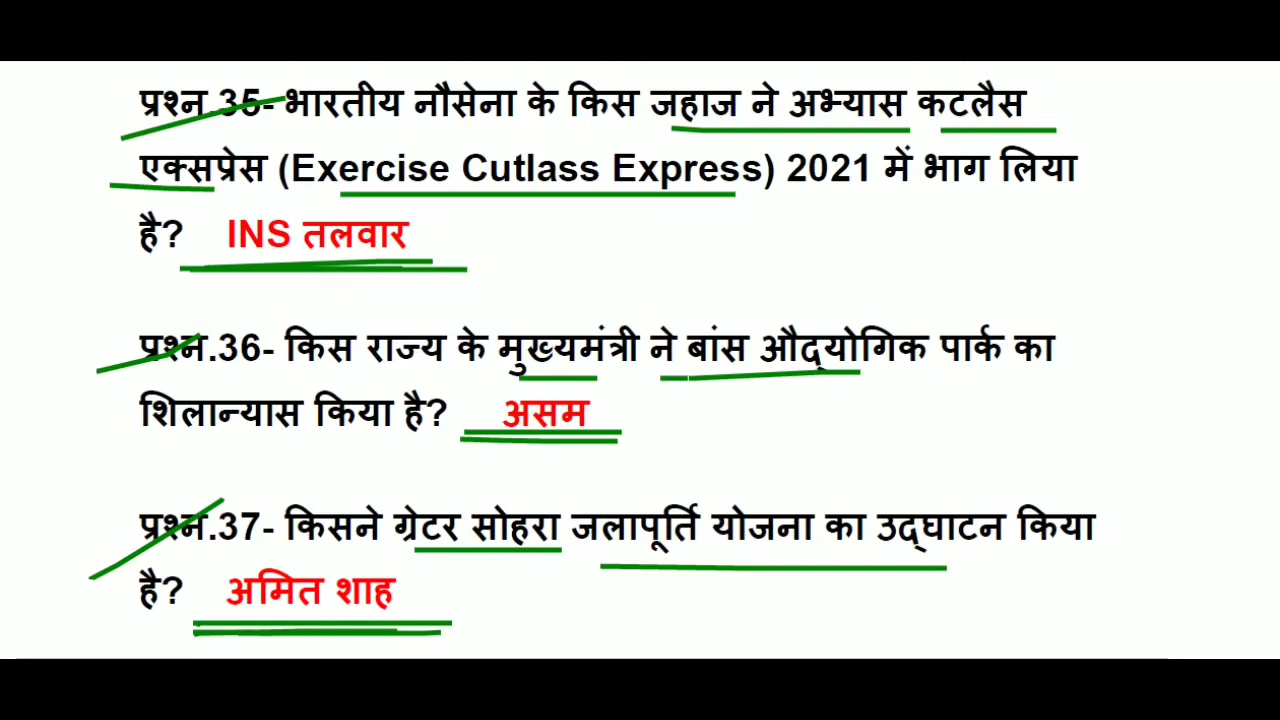 प्रश्न.35- भारतीय नौसेना के किस जहाज ने अभ्यास कटलैस
एक्सप्रेस (Exercise Cutlass Express) 2021 में भाग लिया
है? INS तलवार
प्रश्न.36- किस राज्य के मुख्यमंत्री ने बांस औद्योगिक पार्क का
शिलान्यास किया है? असम
प्रश्न.37- किसने ग्रेटर सोहरा जलापूर्ति योजना का उद्घाटन किया
है? अमित शाह